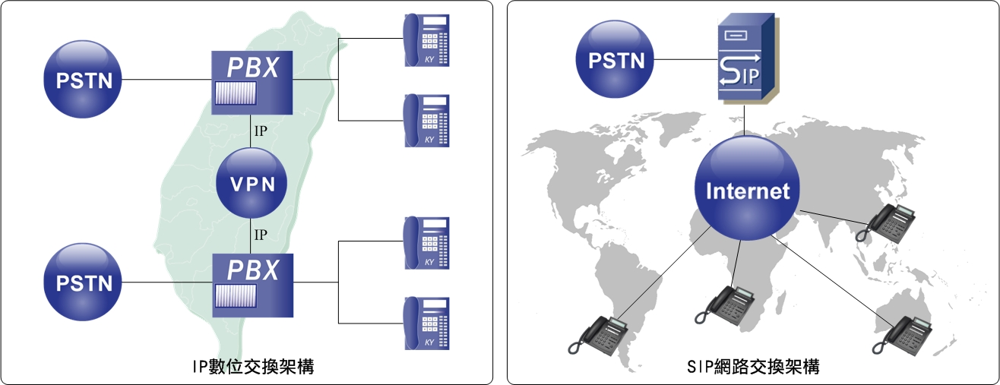 PSTN
PBX
KY
KY
IP
VPN
IP
PSTN
PBX
KY
KY
IP數位交換架構
PSTN
SIP
Internet
SIP網路交換架構